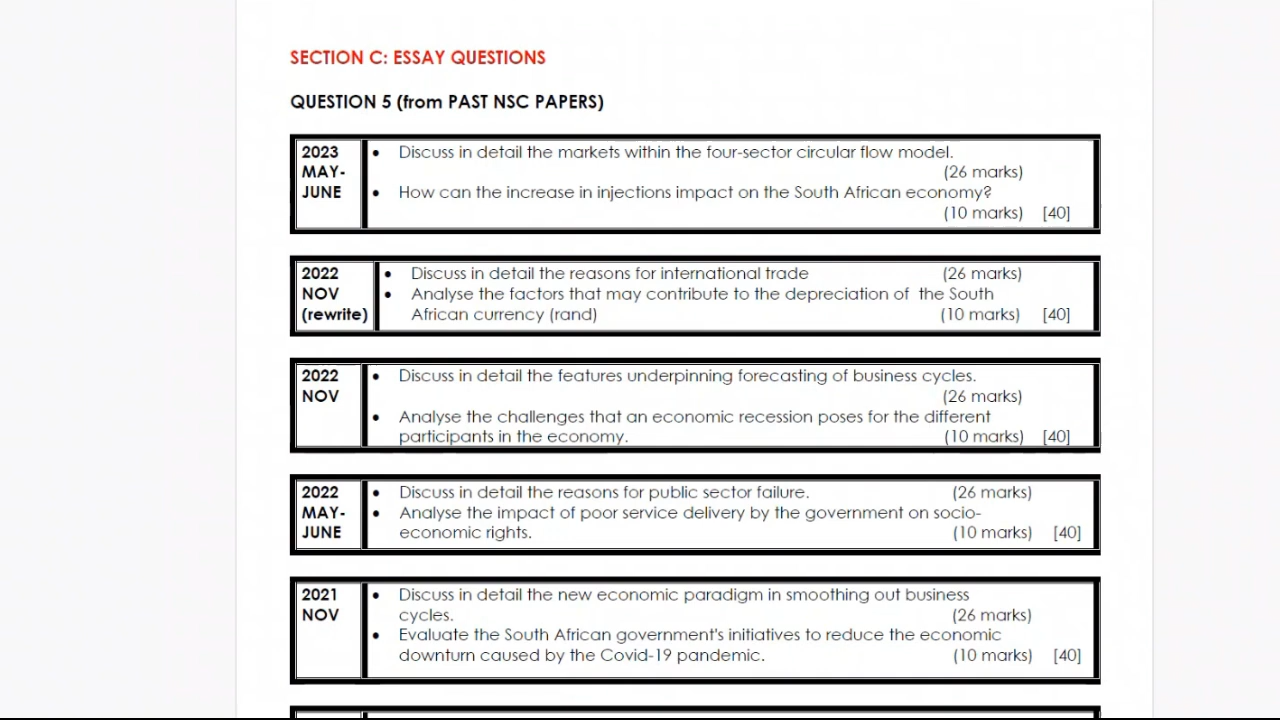 SECTION C: ESSAY QUESTIONS
QUESTION 5 (from PAST NSC PAPERS)
2023 MAY-JUNE
• Discuss in detail the markets within the four-sector circular flow model.
(26 marks)
• How can the increase in injections impact on the South African economy?
(10 marks) [40]
2022 NOV (rewrite)
• Discuss in detail the reasons for international trade (26 marks)
• Analyse the factors that may contribute to the depreciation of the South
African currency (rand) (10 marks) [40]
2022 NOV
• Discuss in detail the features underpinning forecasting of business cycles.
(26 marks)
• Analyse the challenges that an economic recession poses for the different
participants in the economy. (10 marks) [40]
2022 MAY-JUNE
• Discuss in detail the reasons for public sector failure. (26 marks)
• Analyse the impact of poor service delivery by the government on socio-
economic rights. (10 marks) [40]
2021 NOV
• Discuss in detail the new economic paradigm in smoothing out business
cycles. (26 marks)
• Evaluate the South African government's initiatives to reduce the economic
downturn caused by the Covid-19 pandemic. (10 marks) [40]